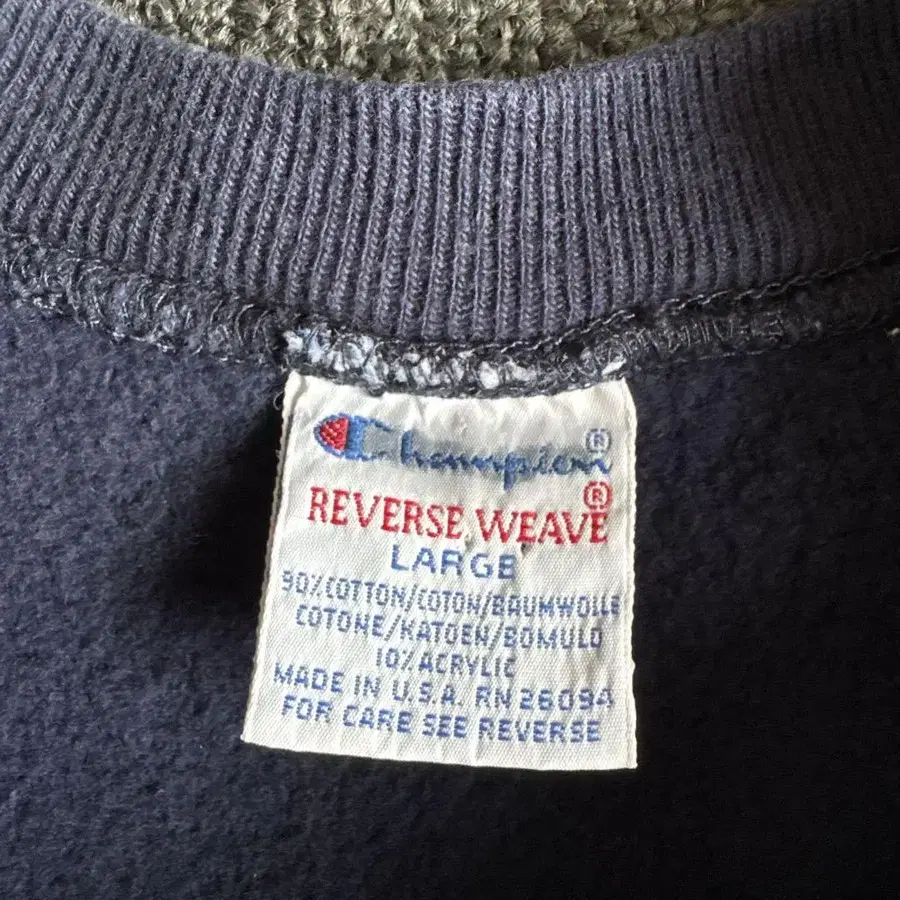 Champion®
REVERSE WEAVE®
LARGE
90% COTTON/COTON/BAUMWOLLE
COTONE/KATOEN/BOMULD
10% ACRYLIC
MADE IN U.S.A. RN 26094
FOR CARE SEE REVERSE